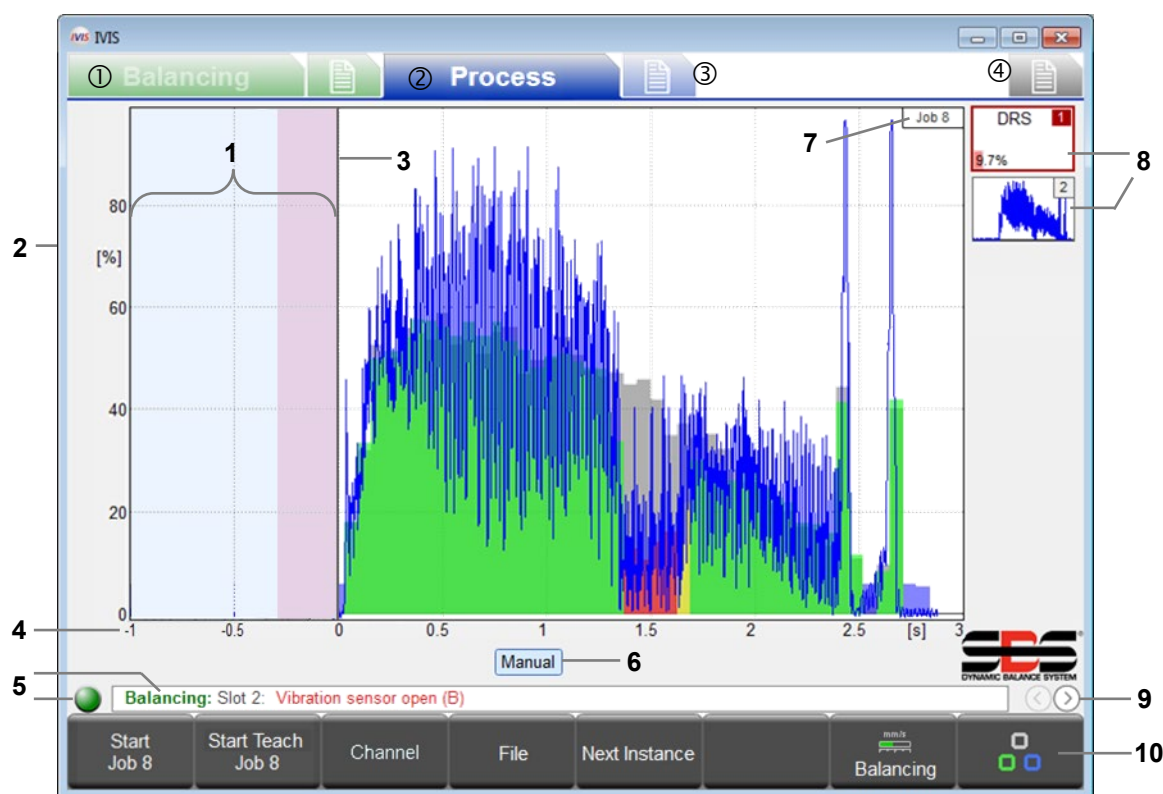 IVIS IVIS
① Balancing
② Process
③
④
1
3
7
Job 8
DRS 1
9.7%
8
2
2
80
[%]
60
40
20
0
4
-1 -0.5 0 0.5 1 1.5 2 2.5 [s] 3
Manual
6
SBS
DYNAMIC BALANCE SYSTEM
5
Balancing: Slot 2: Vibration sensor open (B)
9
Start
Job 8
Start Teach
Job 8
Channel
File
Next Instance
mm/s
Balancing
10